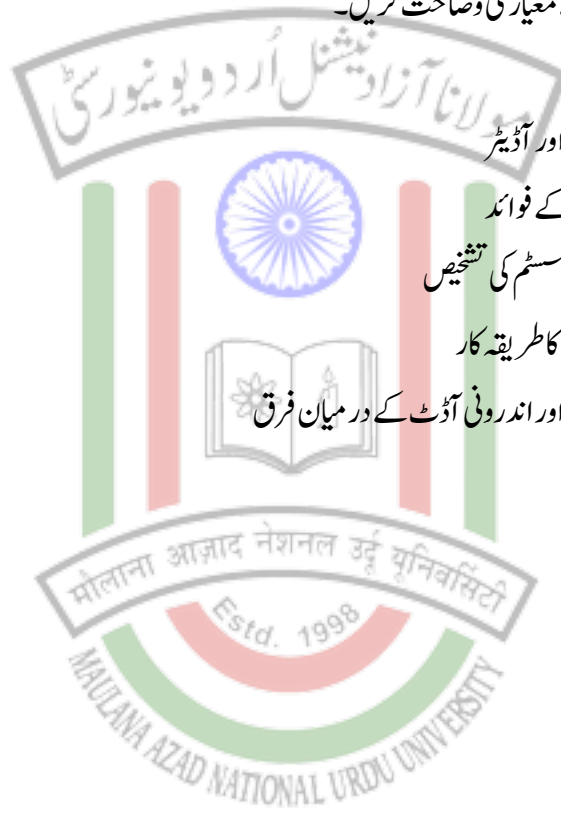 معیار کی وضاحت کریں۔
مولانا آزاد نیشنل اُردو یونیورسٹی
اور آڈیٹر
کے فوائد
سسٹم کی تشخیص
کا طریقہ کار
اور اندرونی آڈٹ کے درمیان فرق
मौलाना आज़ाद नेशनल उर्दू यूनिवर्सिटी
Estd. 1998
MAULANA AZAD NATIONAL URDU UNIVERSITY